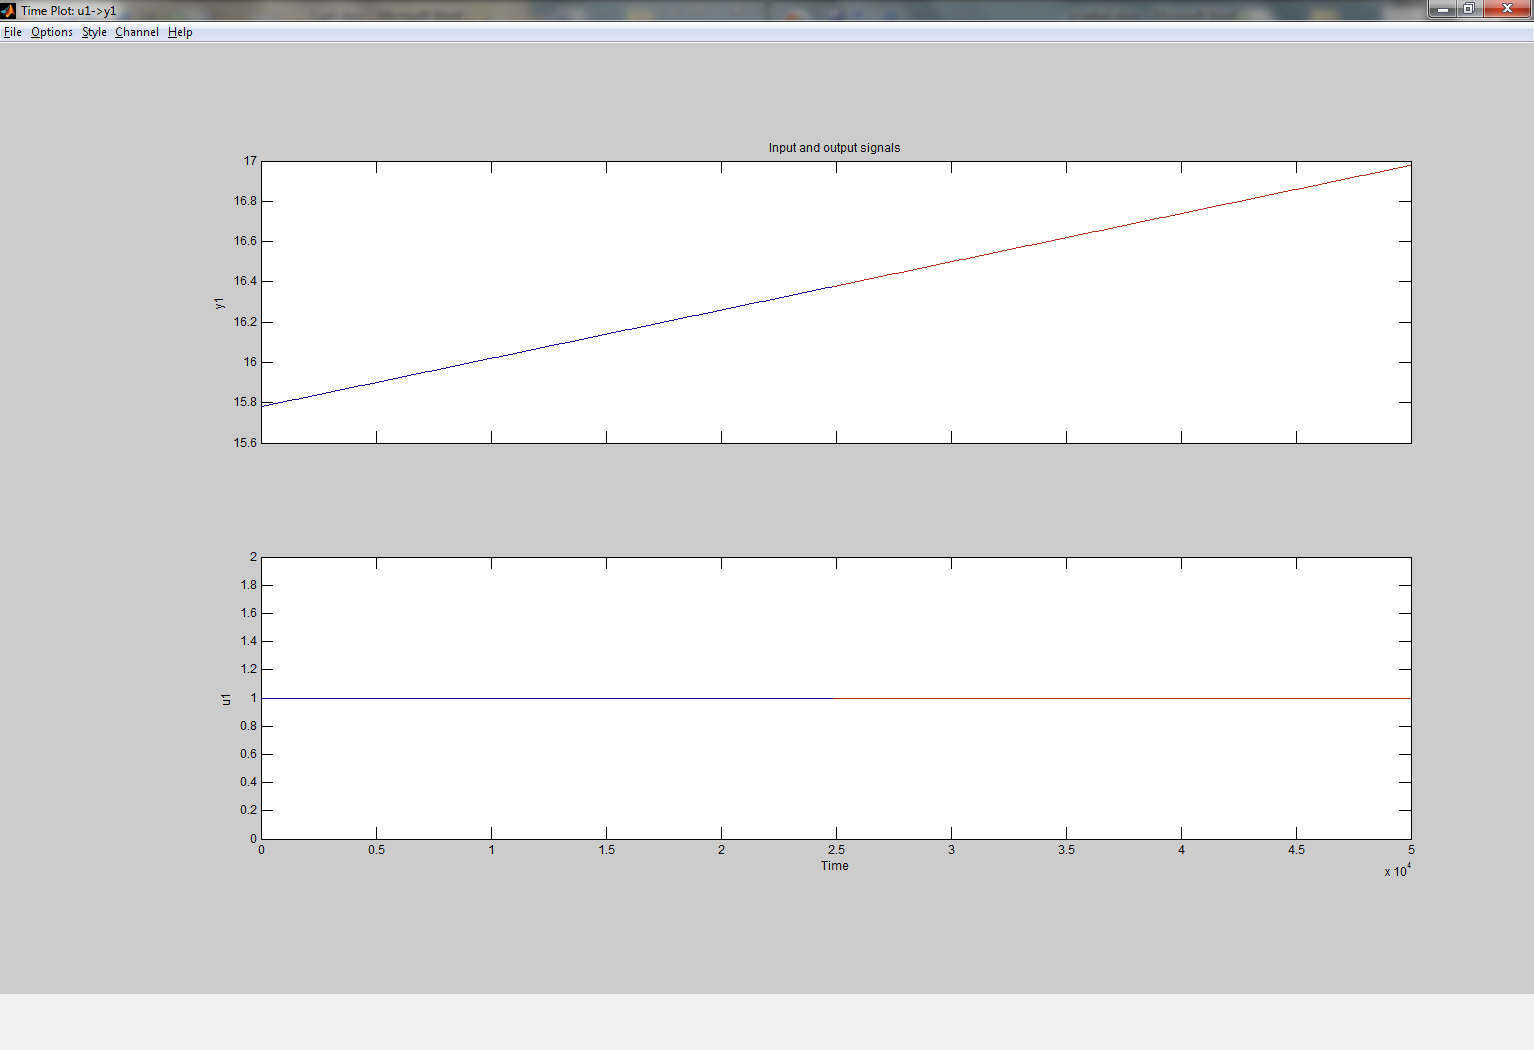 Time Plot: u1->y1
File Options Style Channel Help
Input and output signals
17
16.8
16.6
16.4
16.2
16
15.8
15.6
y1
2
1.8
1.6
1.4
1.2
1
0.8
0.6
0.4
0.2
0
u1
0 0.5 1 1.5 2 2.5 3 3.5 4 4.5 5
Time
x 10^4